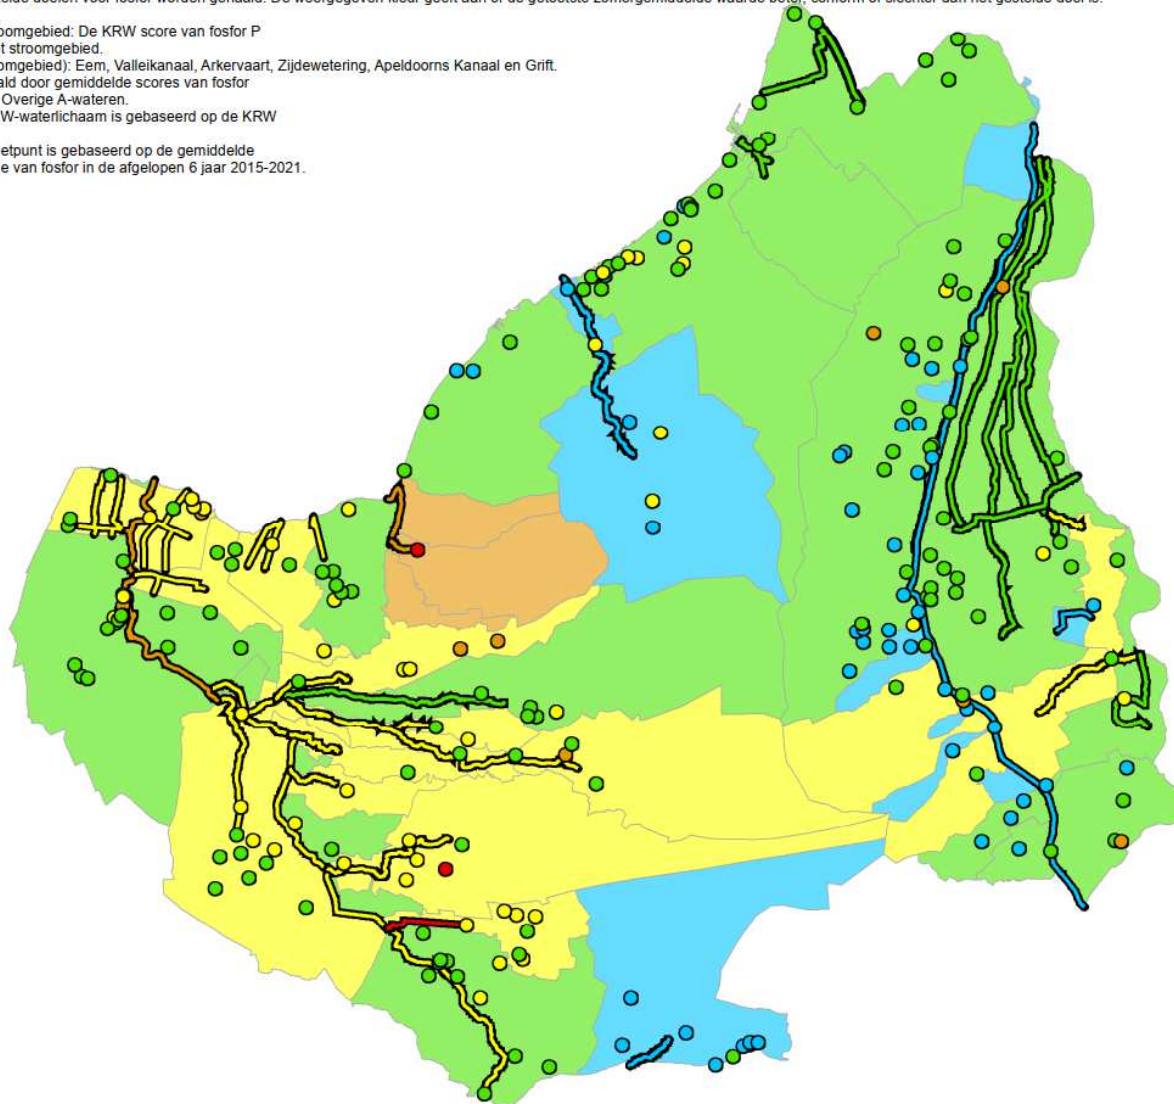 doelen voor fosfor worden gehaald. De weergegeven kleur geeft aan of de getoetste zomergemiddelde waarde beter, conform of slechter dan het gestelde doel is.
oomgebied: De KRW score van fosfor P
et stroomgebied.
omgebied): Eem, Valleikanaal, Arkervaart, Zijdewetering, Apeldoorns Kanaal en Grift.
ald door gemiddelde scores van fosfor
Overige A-wateren.
W-waterlichaam is gebaseerd op de KRW
etpunt is gebaseerd op de gemiddelde
e van fosfor in de afgelopen 6 jaar 2015-2021.